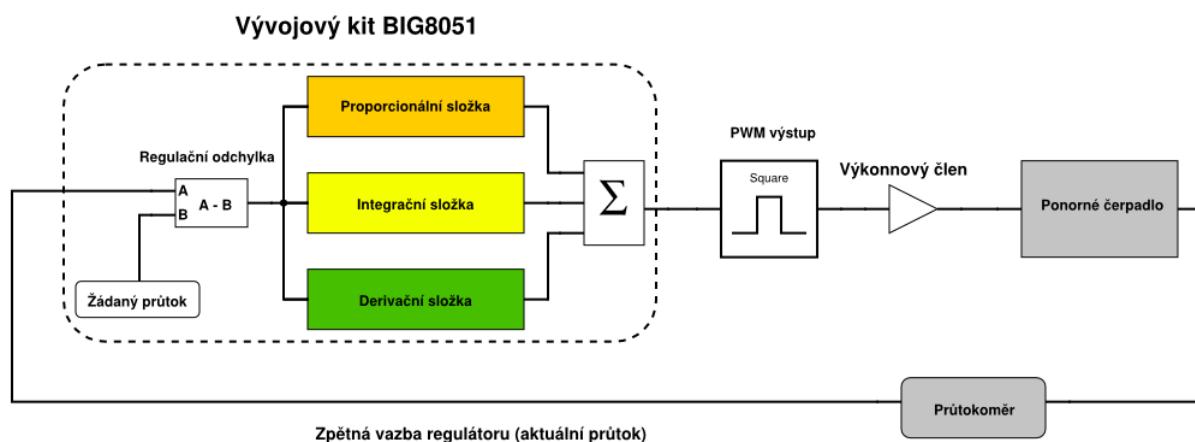 Vývojový kit BIG8051
Proporcionální složka
PWM výstup
Regulační odchylka
Výkonnový člen
Square
A
A - B
B
Integrační složka
Σ
Ponorné čerpadlo
Žádaný průtok
Derivační složka
Průtokoměr
Zpětná vazba regulátoru (aktuální průtok)